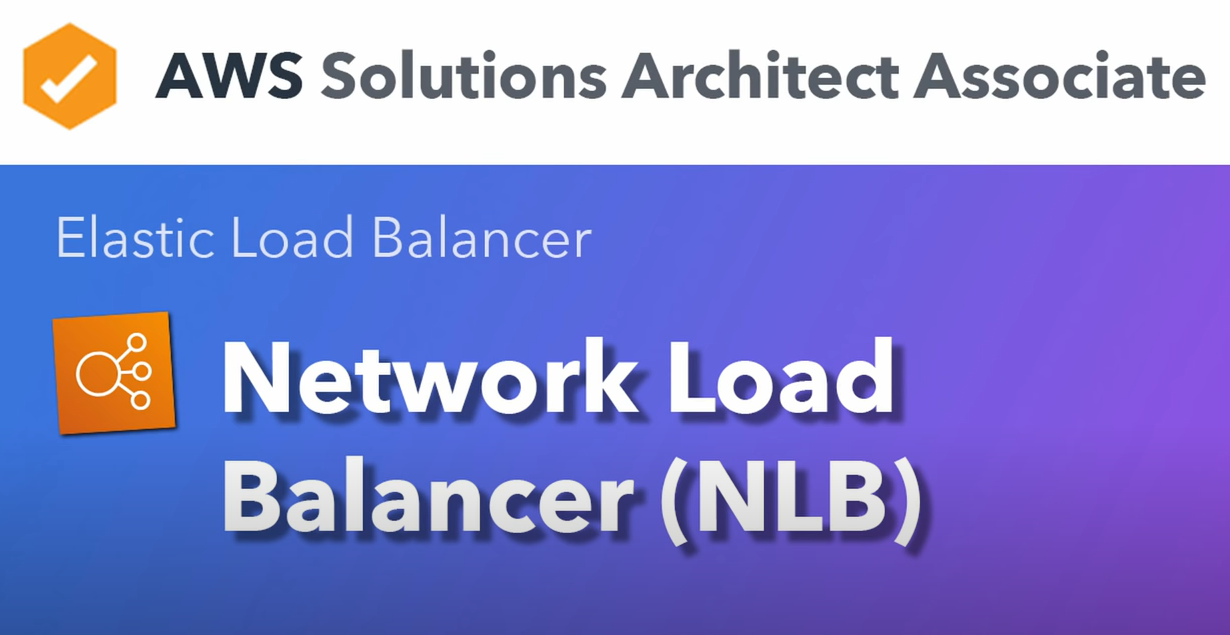 AWS Solutions Architect Associate
Elastic Load Balancer
Network Load
Balancer (NLB)